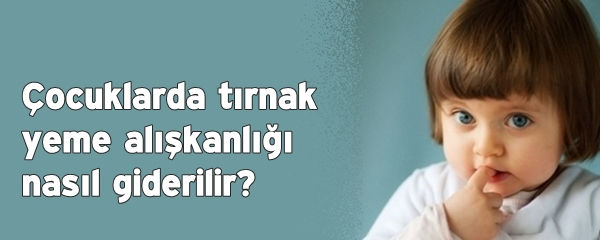 Çocuklarda tırnak
yeme alışkanlığı
nasıl giderilir?